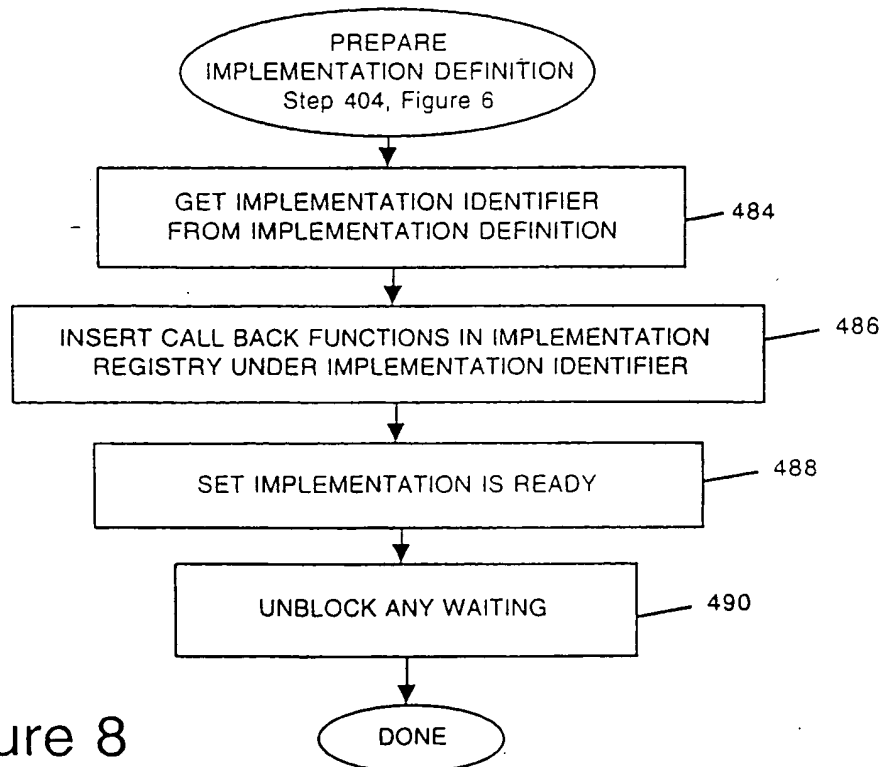 PREPARE
IMPLEMENTATION DEFINITION
Step 404, Figure 6
GET IMPLEMENTATION IDENTIFIER
FROM IMPLEMENTATION DEFINITION
484
INSERT CALL BACK FUNCTIONS IN IMPLEMENTATION
REGISTRY UNDER IMPLEMENTATION IDENTIFIER
486
SET IMPLEMENTATION IS READY
488
UNBLOCK ANY WAITING
490
DONE
ure 8